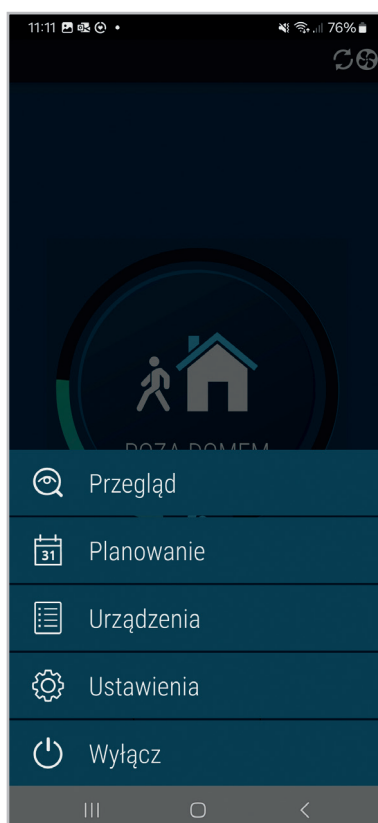 11:11
76%
POZA DOMEM
Przegląd
31
Planowanie
Urządzenia
Ustawienia
Wyłącz